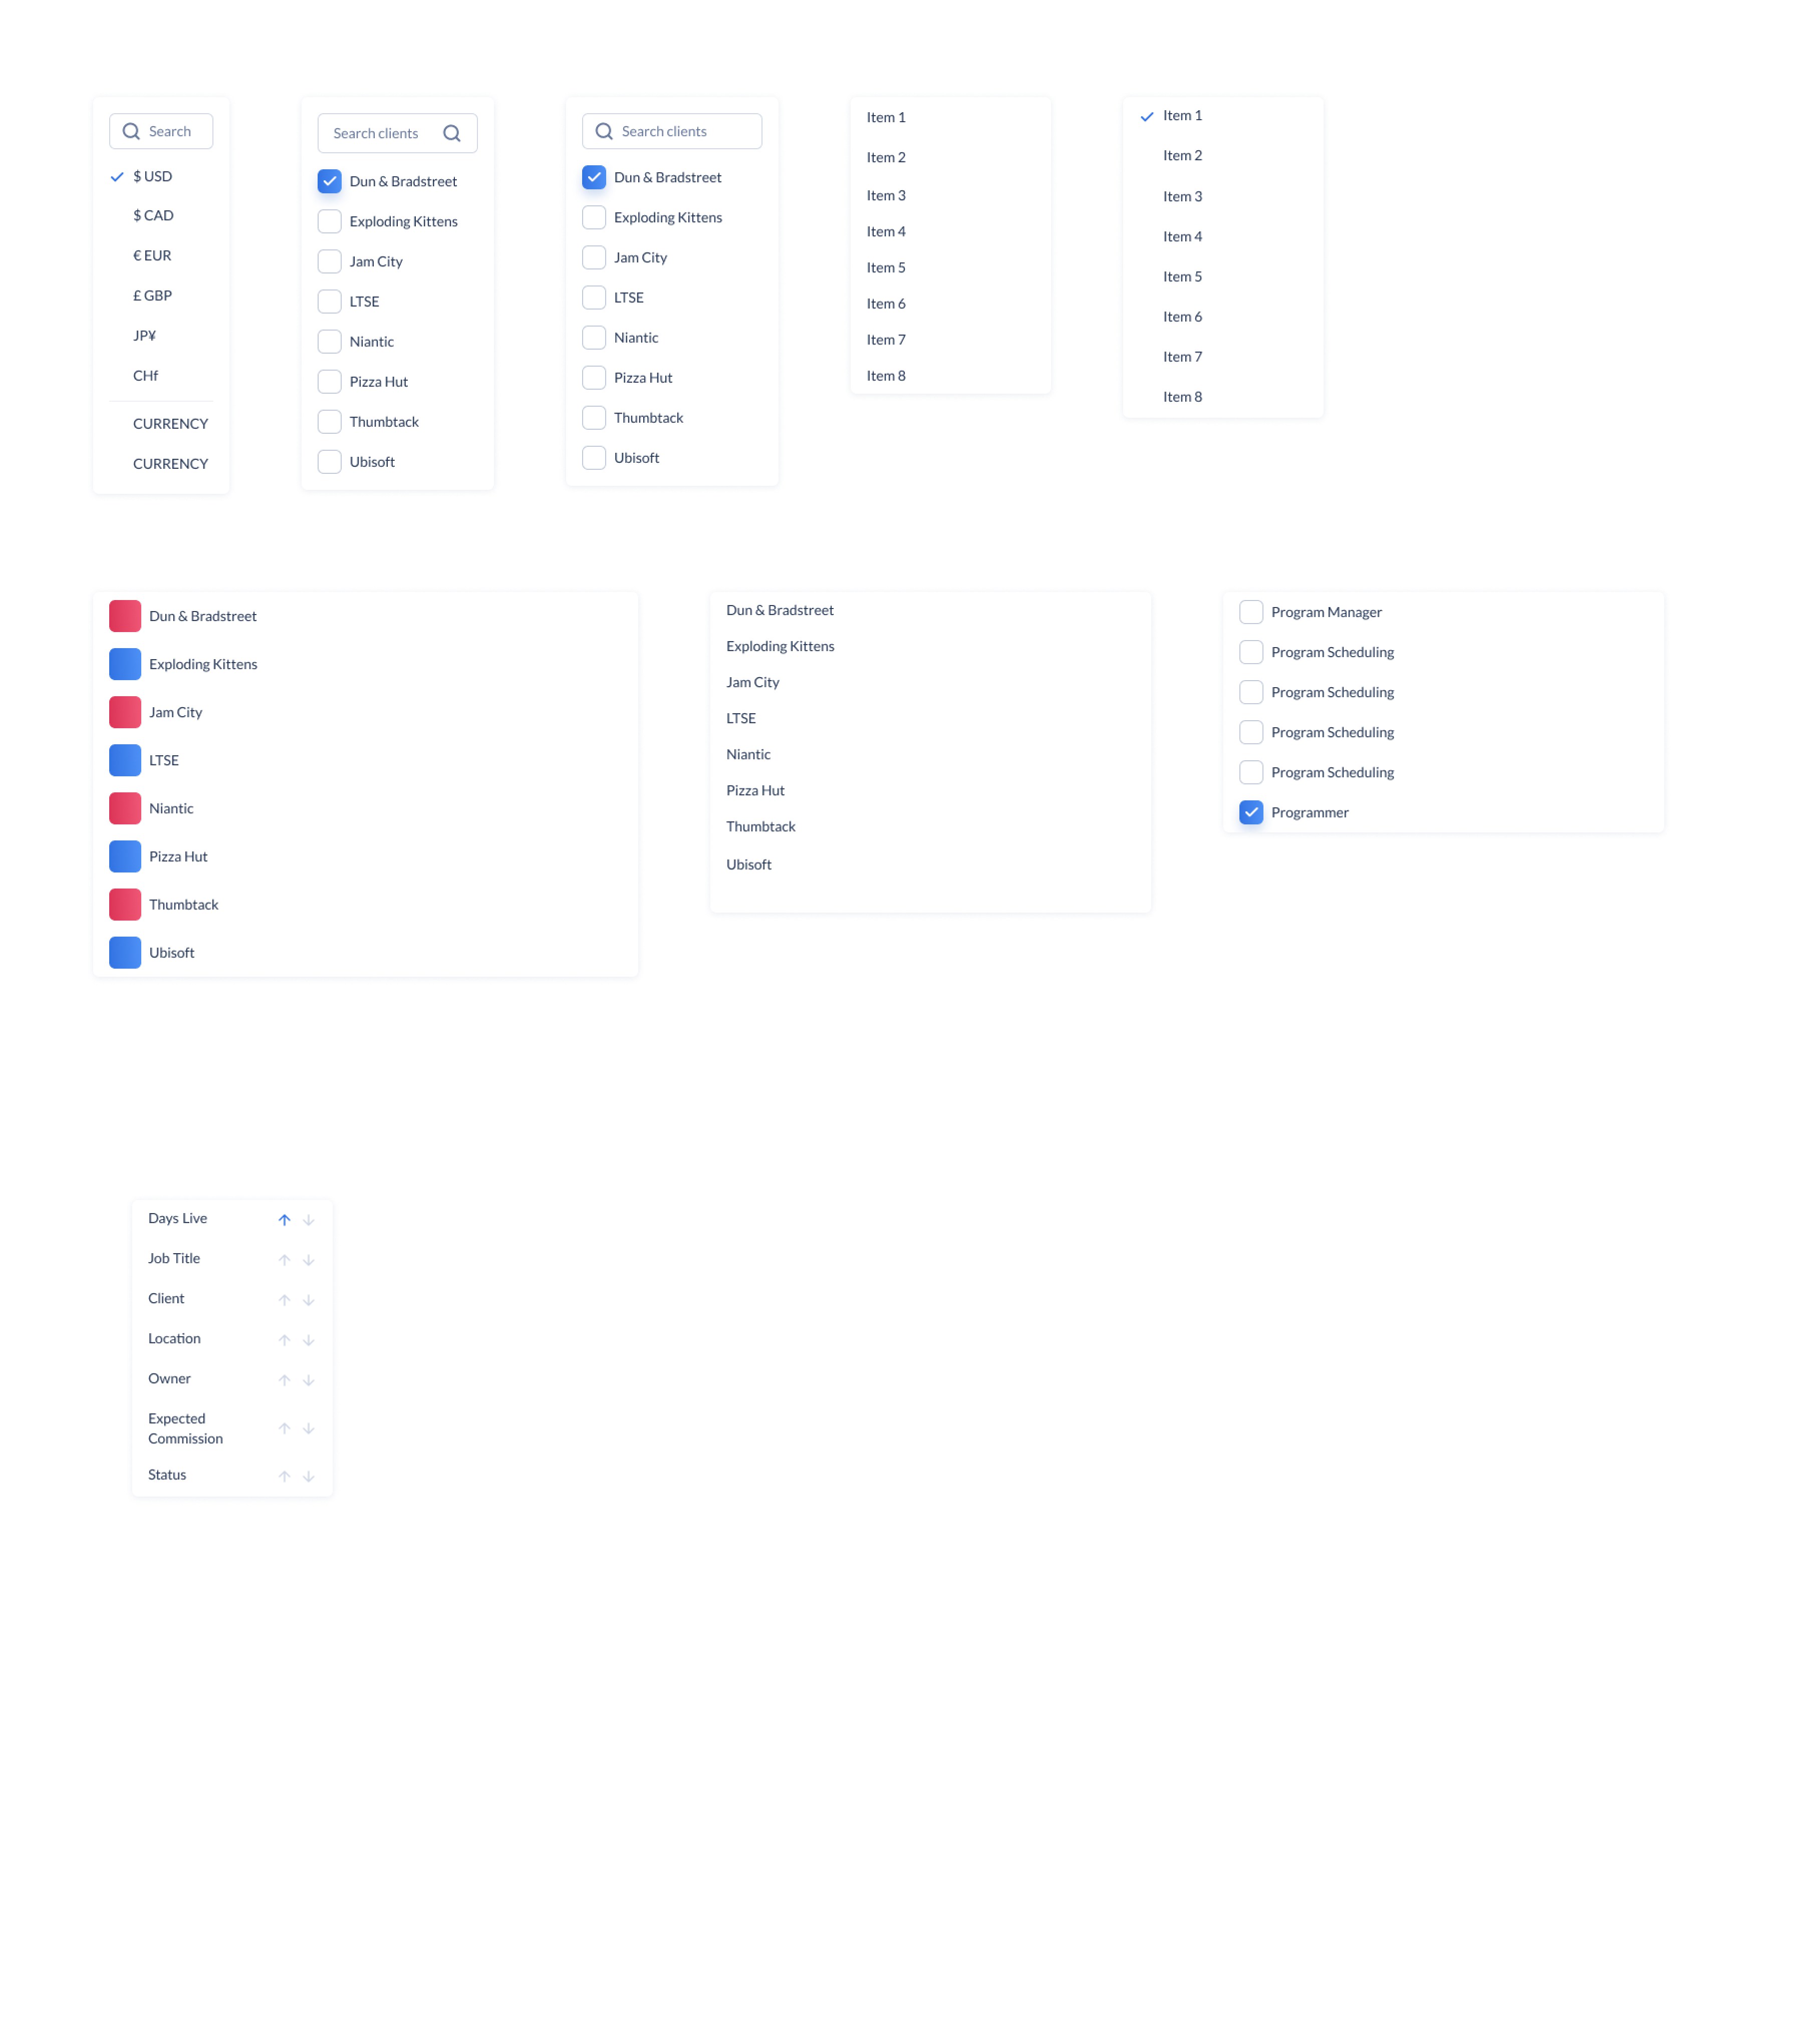 Search
$ USD
$ CAD
€ EUR
£ GBP
JP¥
CHf
CURRENCY
CURRENCY
Search clients
Dun & Bradstreet
Exploding Kittens
Jam City
LTSE
Niantic
Pizza Hut
Thumbtack
Ubisoft
Search clients
Dun & Bradstreet
Exploding Kittens
Jam City
LTSE
Niantic
Pizza Hut
Thumbtack
Ubisoft
Item 1
Item 2
Item 3
Item 4
Item 5
Item 6
Item 7
Item 8
Item 1
Item 2
Item 3
Item 4
Item 5
Item 6
Item 7
Item 8
Dun & Bradstreet
Exploding Kittens
Jam City
LTSE
Niantic
Pizza Hut
Thumbtack
Ubisoft
Dun & Bradstreet
Exploding Kittens
Jam City
LTSE
Niantic
Pizza Hut
Thumbtack
Ubisoft
Program Manager
Program Scheduling
Program Scheduling
Program Scheduling
Program Scheduling
Programmer
Days Live
Job Title
Client
Location
Owner
Expected
Commission
Status